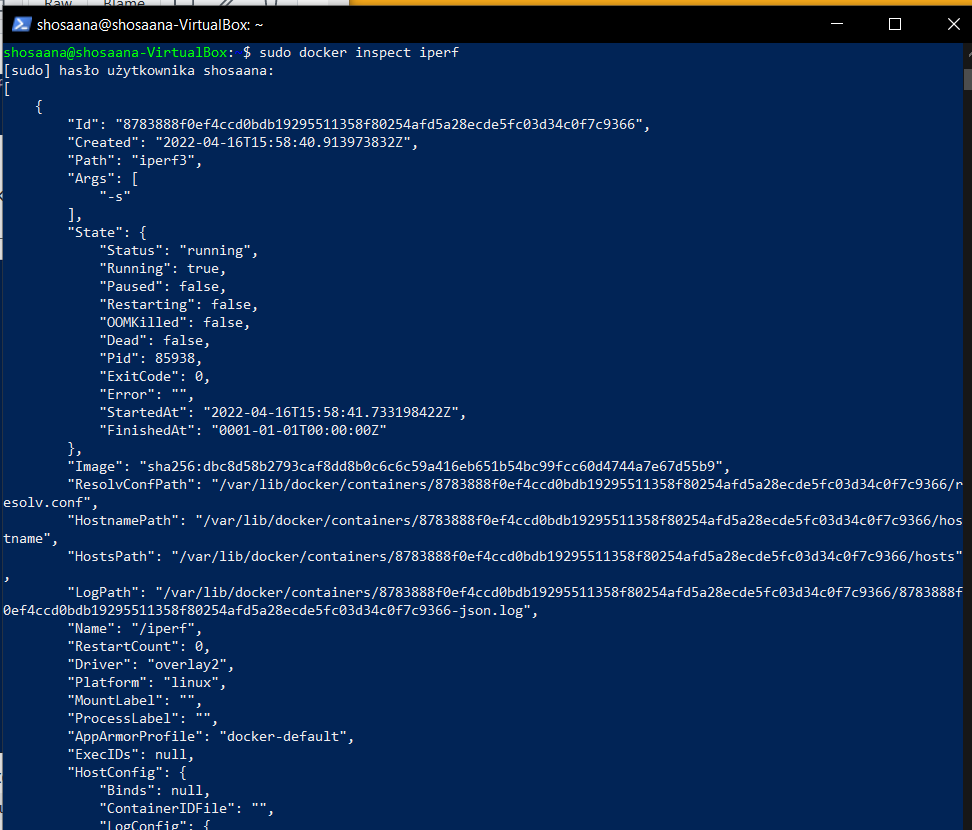 Raw Blame
shosaana@shosaana-VirtualBox: ~
shosaana@shosaana-VirtualBox: $ sudo docker inspect iperf
[sudo] hasło użytkownika shosaana:
[
    {
        "Id": "8783888f0ef4ccd0bdb19295511358f80254afd5a28ecde5fc03d34c0f7c9366",
        "Created": "2022-04-16T15:58:40.913973832Z",
        "Path": "iperf3",
        "Args": [
            "-s"
        ],
        "State": {
            "Status": "running",
            "Running": true,
            "Paused": false,
            "Restarting": false,
            "OOMKilled": false,
            "Dead": false,
            "Pid": 85938,
            "ExitCode": 0,
            "Error": "",
            "StartedAt": "2022-04-16T15:58:41.733198422Z",
            "FinishedAt": "0001-01-01T00:00:00Z"
        },
        "Image": "sha256:dbc8d58b2793caf8dd8b0c6c6c59a416eb651b54bc99fcc60d4744a7e67d55b9",
        "ResolvConfPath": "/var/lib/docker/containers/8783888f0ef4ccd0bdb19295511358f80254afd5a28ecde5fc03d34c0f7c9366/r
esolv.conf",
        "HostnamePath": "/var/lib/docker/containers/8783888f0ef4ccd0bdb19295511358f80254afd5a28ecde5fc03d34c0f7c9366/hos
tname",
        "HostsPath": "/var/lib/docker/containers/8783888f0ef4ccd0bdb19295511358f80254afd5a28ecde5fc03d34c0f7c9366/hosts"
,
        "LogPath": "/var/lib/docker/containers/8783888f0ef4ccd0bdb19295511358f80254afd5a28ecde5fc03d34c0f7c9366/8783888f
0ef4ccd0bdb19295511358f80254afd5a28ecde5fc03d34c0f7c9366-json.log",
        "Name": "/iperf",
        "RestartCount": 0,
        "Driver": "overlay2",
        "Platform": "linux",
        "MountLabel": "",
        "ProcessLabel": "",
        "AppArmorProfile": "docker-default",
        "ExecIDs": null,
        "HostConfig": {
            "Binds": null,
            "ContainerIDFile": "",
            "LogConfig": {